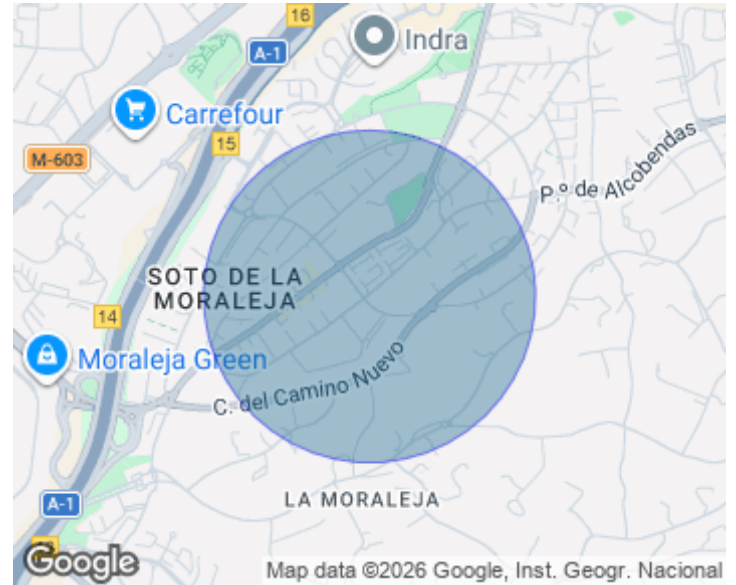 16
Indra
A-1
Carrefour
15
M-603
P.º de Alcobendas
SOTO DE LA
MORALEJA
14
Moraleja Green
C. del Camino Nuevo
LA MORALEJA
A-1
Google
Map data ©2026 Google, Inst. Geogr. Nacional